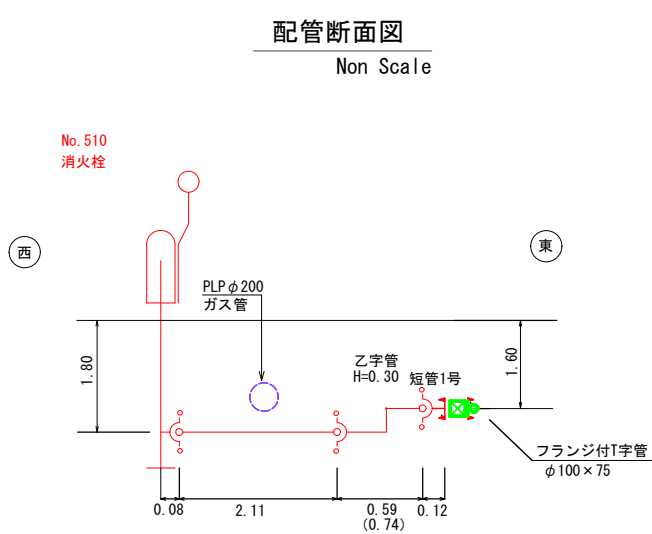 配管断面図
Non Scale
No.510
消火栓
西
東
PLPφ200
ガス管
1.80
乙字管
H=0.30
短管1号
1.60
フランジ付T字管
φ100×75
0.08
2.11
0.59
(0.74)
0.12